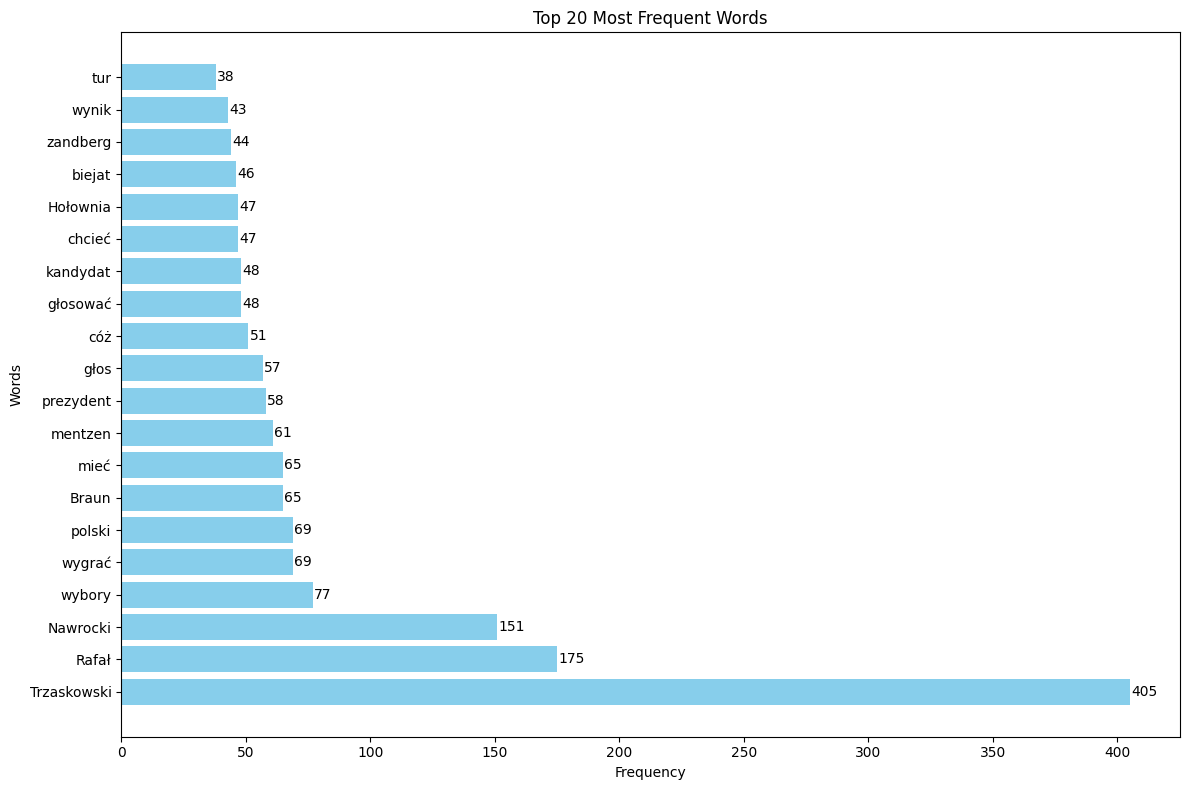 Top 20 Most Frequent Words
tur 38
wynik 43
zandberg 44
biejat 46
Hołownia 47
chcieć 47
kandydat 48
głosować 48
cóż 51
głos 57
prezydent 58
mentzen 61
mieć 65
Braun 65
polski 69
wygrać 69
wybory 77
Nawrocki 151
Rafał 175
Trzaskowski 405
Words
0 50 100 150 200 250 300 350 400
Frequency